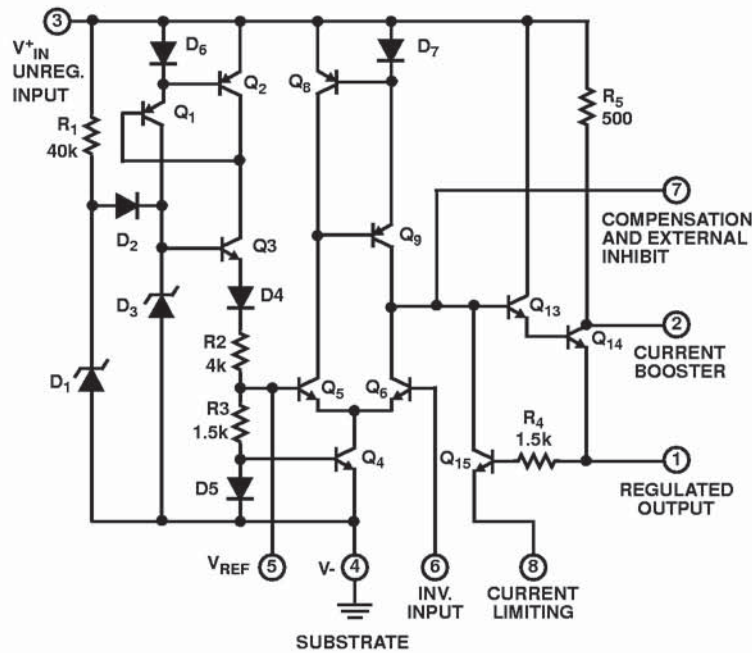 3
V+IN
UNREG.
INPUT
D6
D7
Q2
Q8
Q1
R1
40k
R5
500
7
COMPENSATION
AND EXTERNAL
INHIBIT
D2
Q3
Q9
D3
D4
Q13
2
CURRENT
BOOSTER
Q14
D1
R2
4k
Q5
Q6
R3
1.5k
R4
1.5k
Q4
Q15
1
REGULATED
OUTPUT
D5
VREF
5
V-
4
6
INV.
INPUT
8
CURRENT
LIMITING
SUBSTRATE